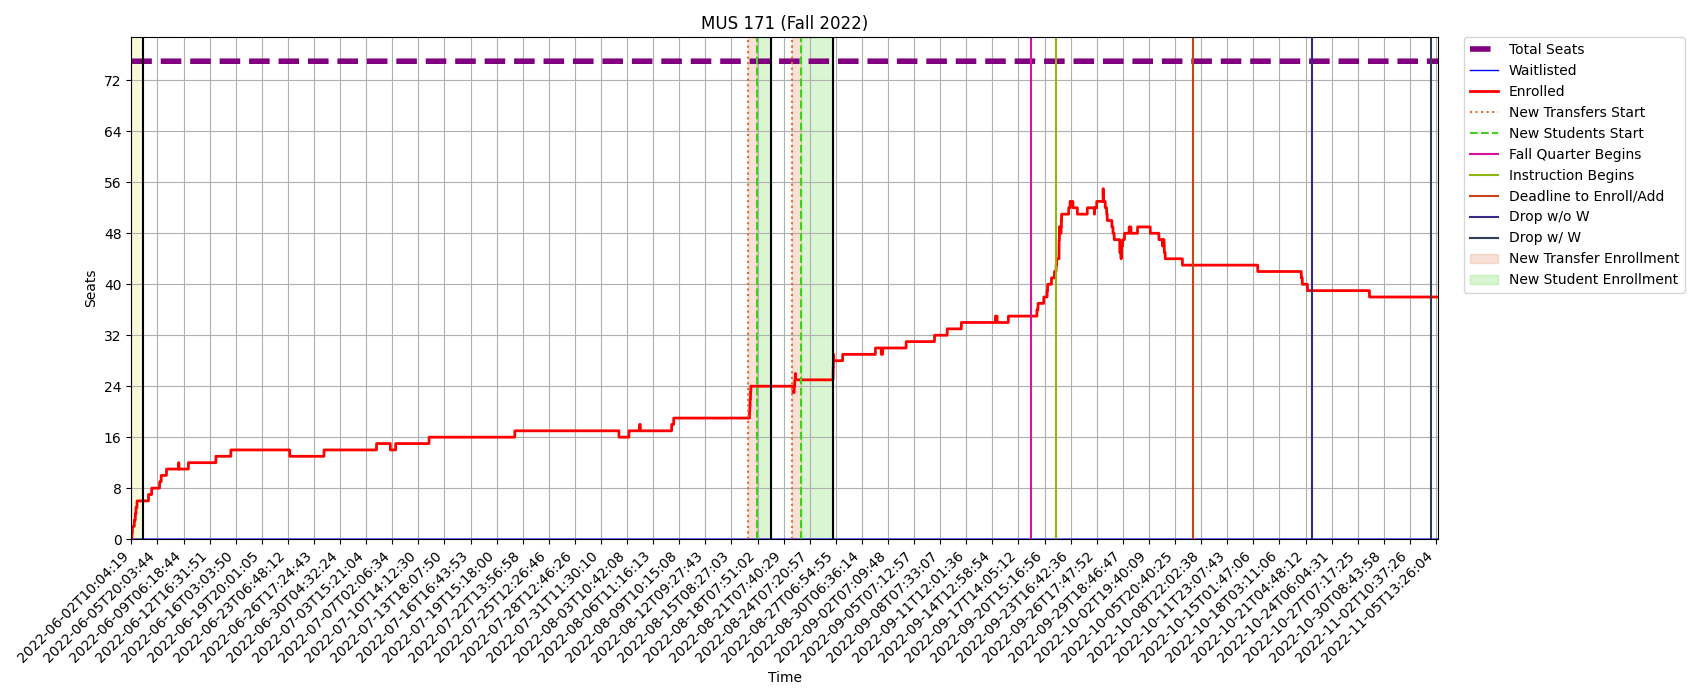 MUS 171 (Fall 2022)
Total Seats
Waitlisted
Enrolled
New Transfers Start
New Students Start
Fall Quarter Begins
Instruction Begins
Deadline to Enroll/Add
Drop w/o W
Drop w/ W
New Transfer Enrollment
New Student Enrollment
Seats
72
64
56
48
40
32
24
16
8
0
2022-06-02T10:04:19
2022-06-05T20:03:44
2022-06-09T06:18:44
2022-06-12T16:31:51
2022-06-16T03:03:50
2022-06-19T20:01:05
2022-06-23T06:48:12
2022-06-26T17:24:43
2022-06-30T04:32:24
2022-07-03T15:21:04
2022-07-07T02:06:34
2022-07-10T14:12:30
2022-07-13T18:07:50
2022-07-16T16:43:53
2022-07-19T15:18:00
2022-07-22T13:56:58
2022-07-25T12:26:46
2022-07-28T12:46:26
2022-07-31T11:30:10
2022-08-03T10:42:08
2022-08-06T11:16:13
2022-08-09T10:15:08
2022-08-12T09:27:43
2022-08-15T08:27:03
2022-08-18T07:51:02
2022-08-21T07:40:29
2022-08-24T07:20:57
2022-08-27T06:54:55
2022-08-30T06:36:14
2022-09-02T07:09:48
2022-09-05T07:12:57
2022-09-08T07:33:07
2022-09-11T12:01:36
2022-09-14T12:58:54
2022-09-17T14:05:12
2022-09-20T15:16:56
2022-09-23T16:42:36
2022-09-26T17:47:52
2022-09-29T18:46:47
2022-10-02T19:40:09
2022-10-05T20:40:25
2022-10-08T22:02:38
2022-10-11T23:07:43
2022-10-15T01:47:06
2022-10-18T03:11:06
2022-10-21T04:48:12
2022-10-24T06:04:31
2022-10-27T07:17:25
2022-10-30T08:43:58
2022-11-02T10:37:26
2022-11-05T13:26:04
Time